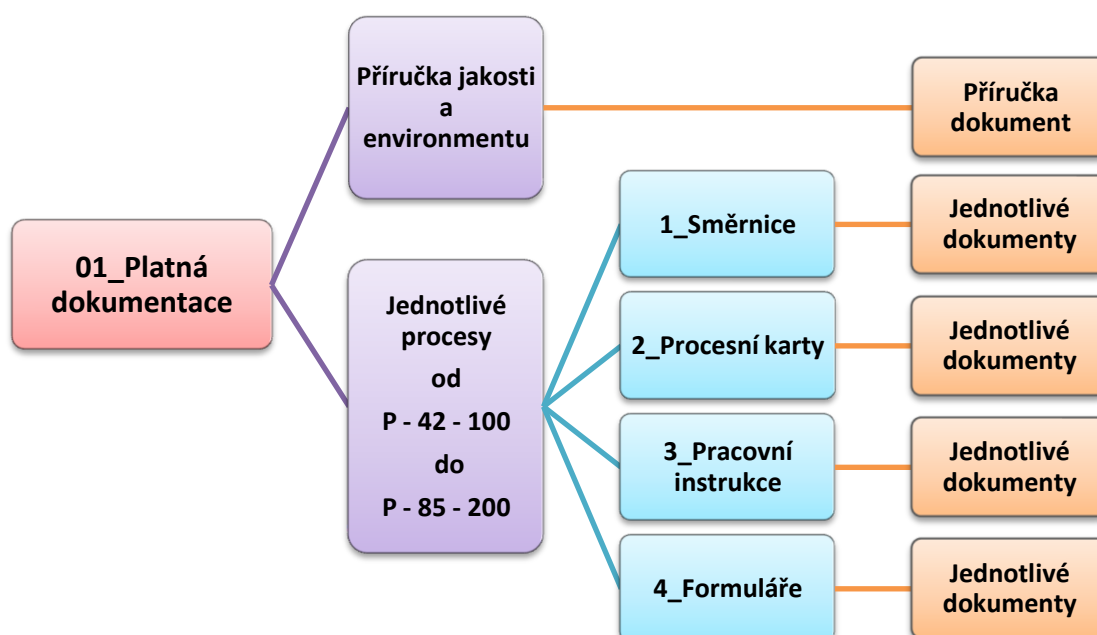 Příručka jakosti
a
environmentu
Příručka
dokument
01_Platná
dokumentace
Jednotlivé
procesy
od
P - 42 - 100
do
P - 85 - 200
1_Směrnice
Jednotlivé
dokumenty
2_Procesní karty
Jednotlivé
dokumenty
3_Pracovní
instrukce
Jednotlivé
dokumenty
4_Formuláře
Jednotlivé
dokumenty